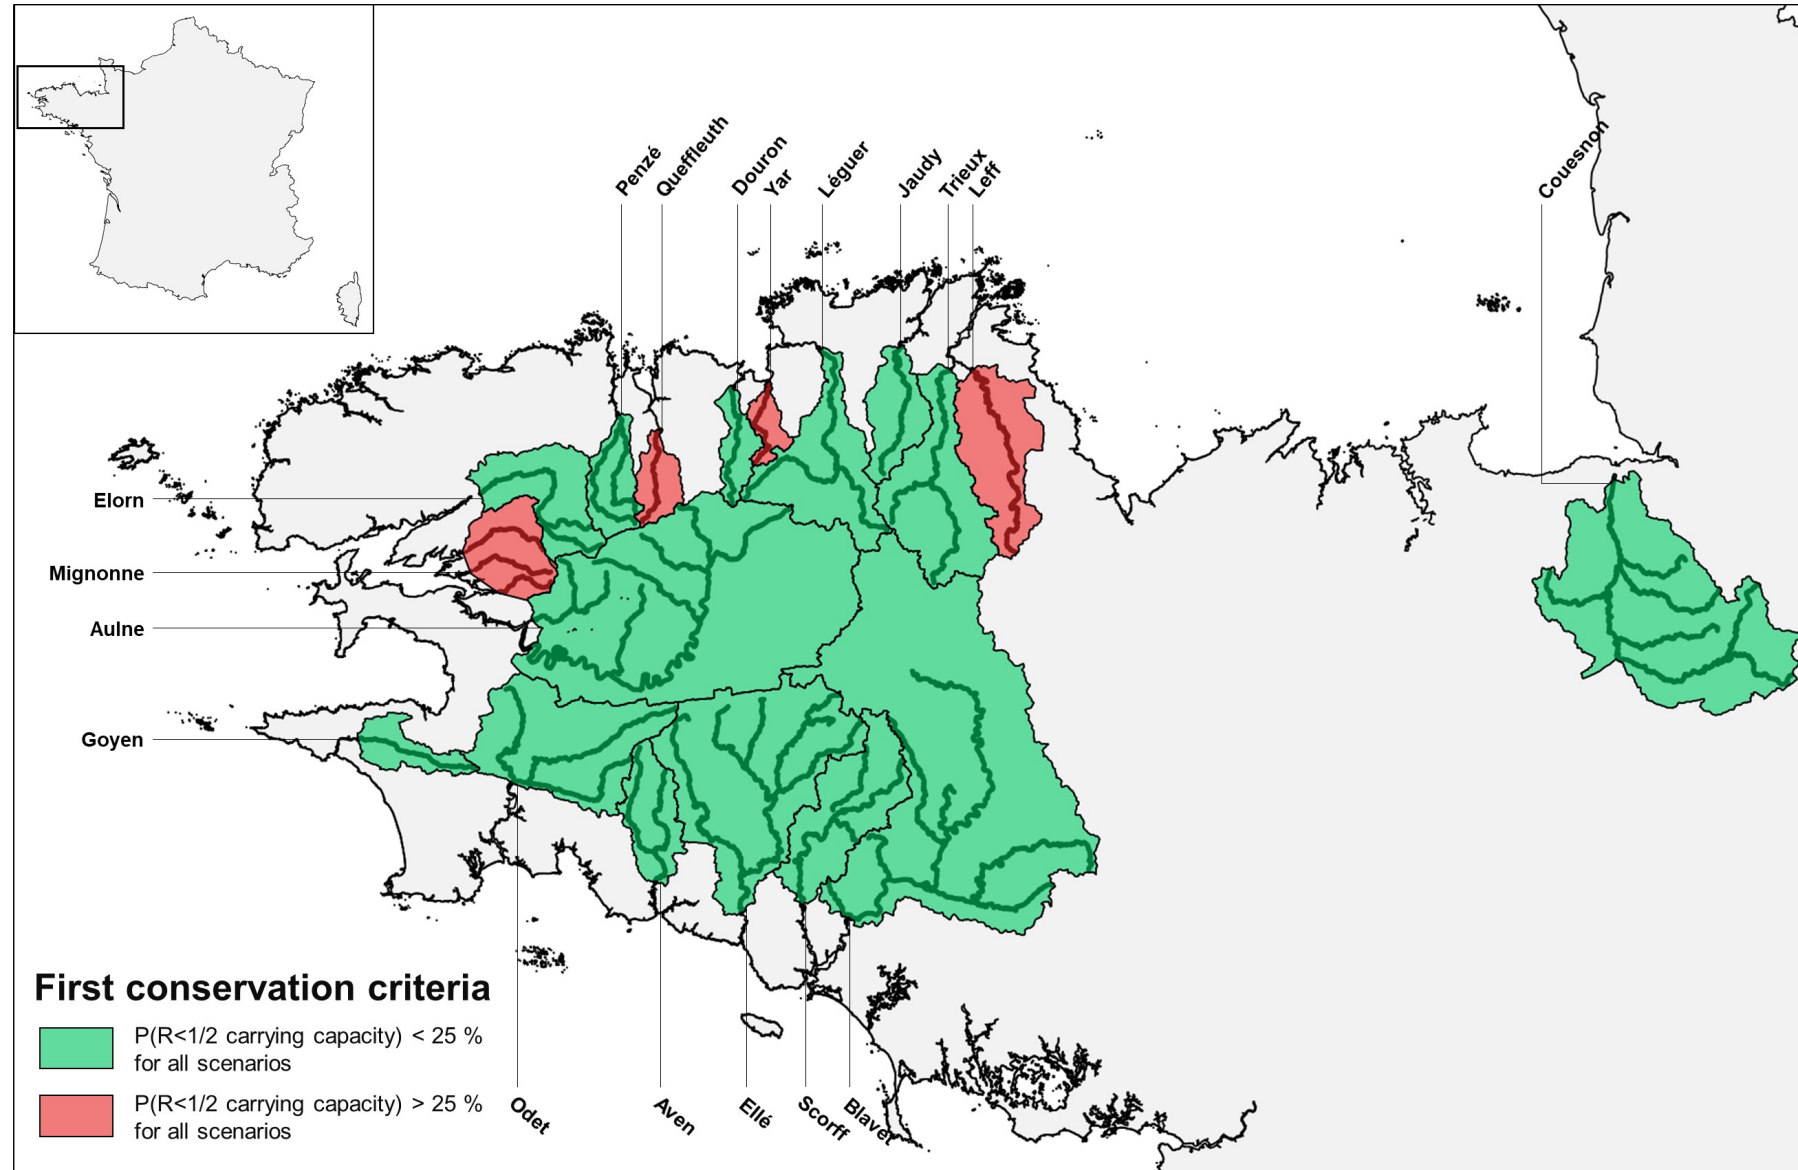 Penzé
Queffleuth
Douron
Yar
Léguer
Jaudy
Trieux
Leff
Couesnon
Elorn
Mignonne
Aulne
Goyen
First conservation criteria
P(R<1/2 carrying capacity) < 25 %
for all scenarios
P(R<1/2 carrying capacity) > 25 %
for all scenarios
Odet
Aven
Ellé
Scorff
Blavet